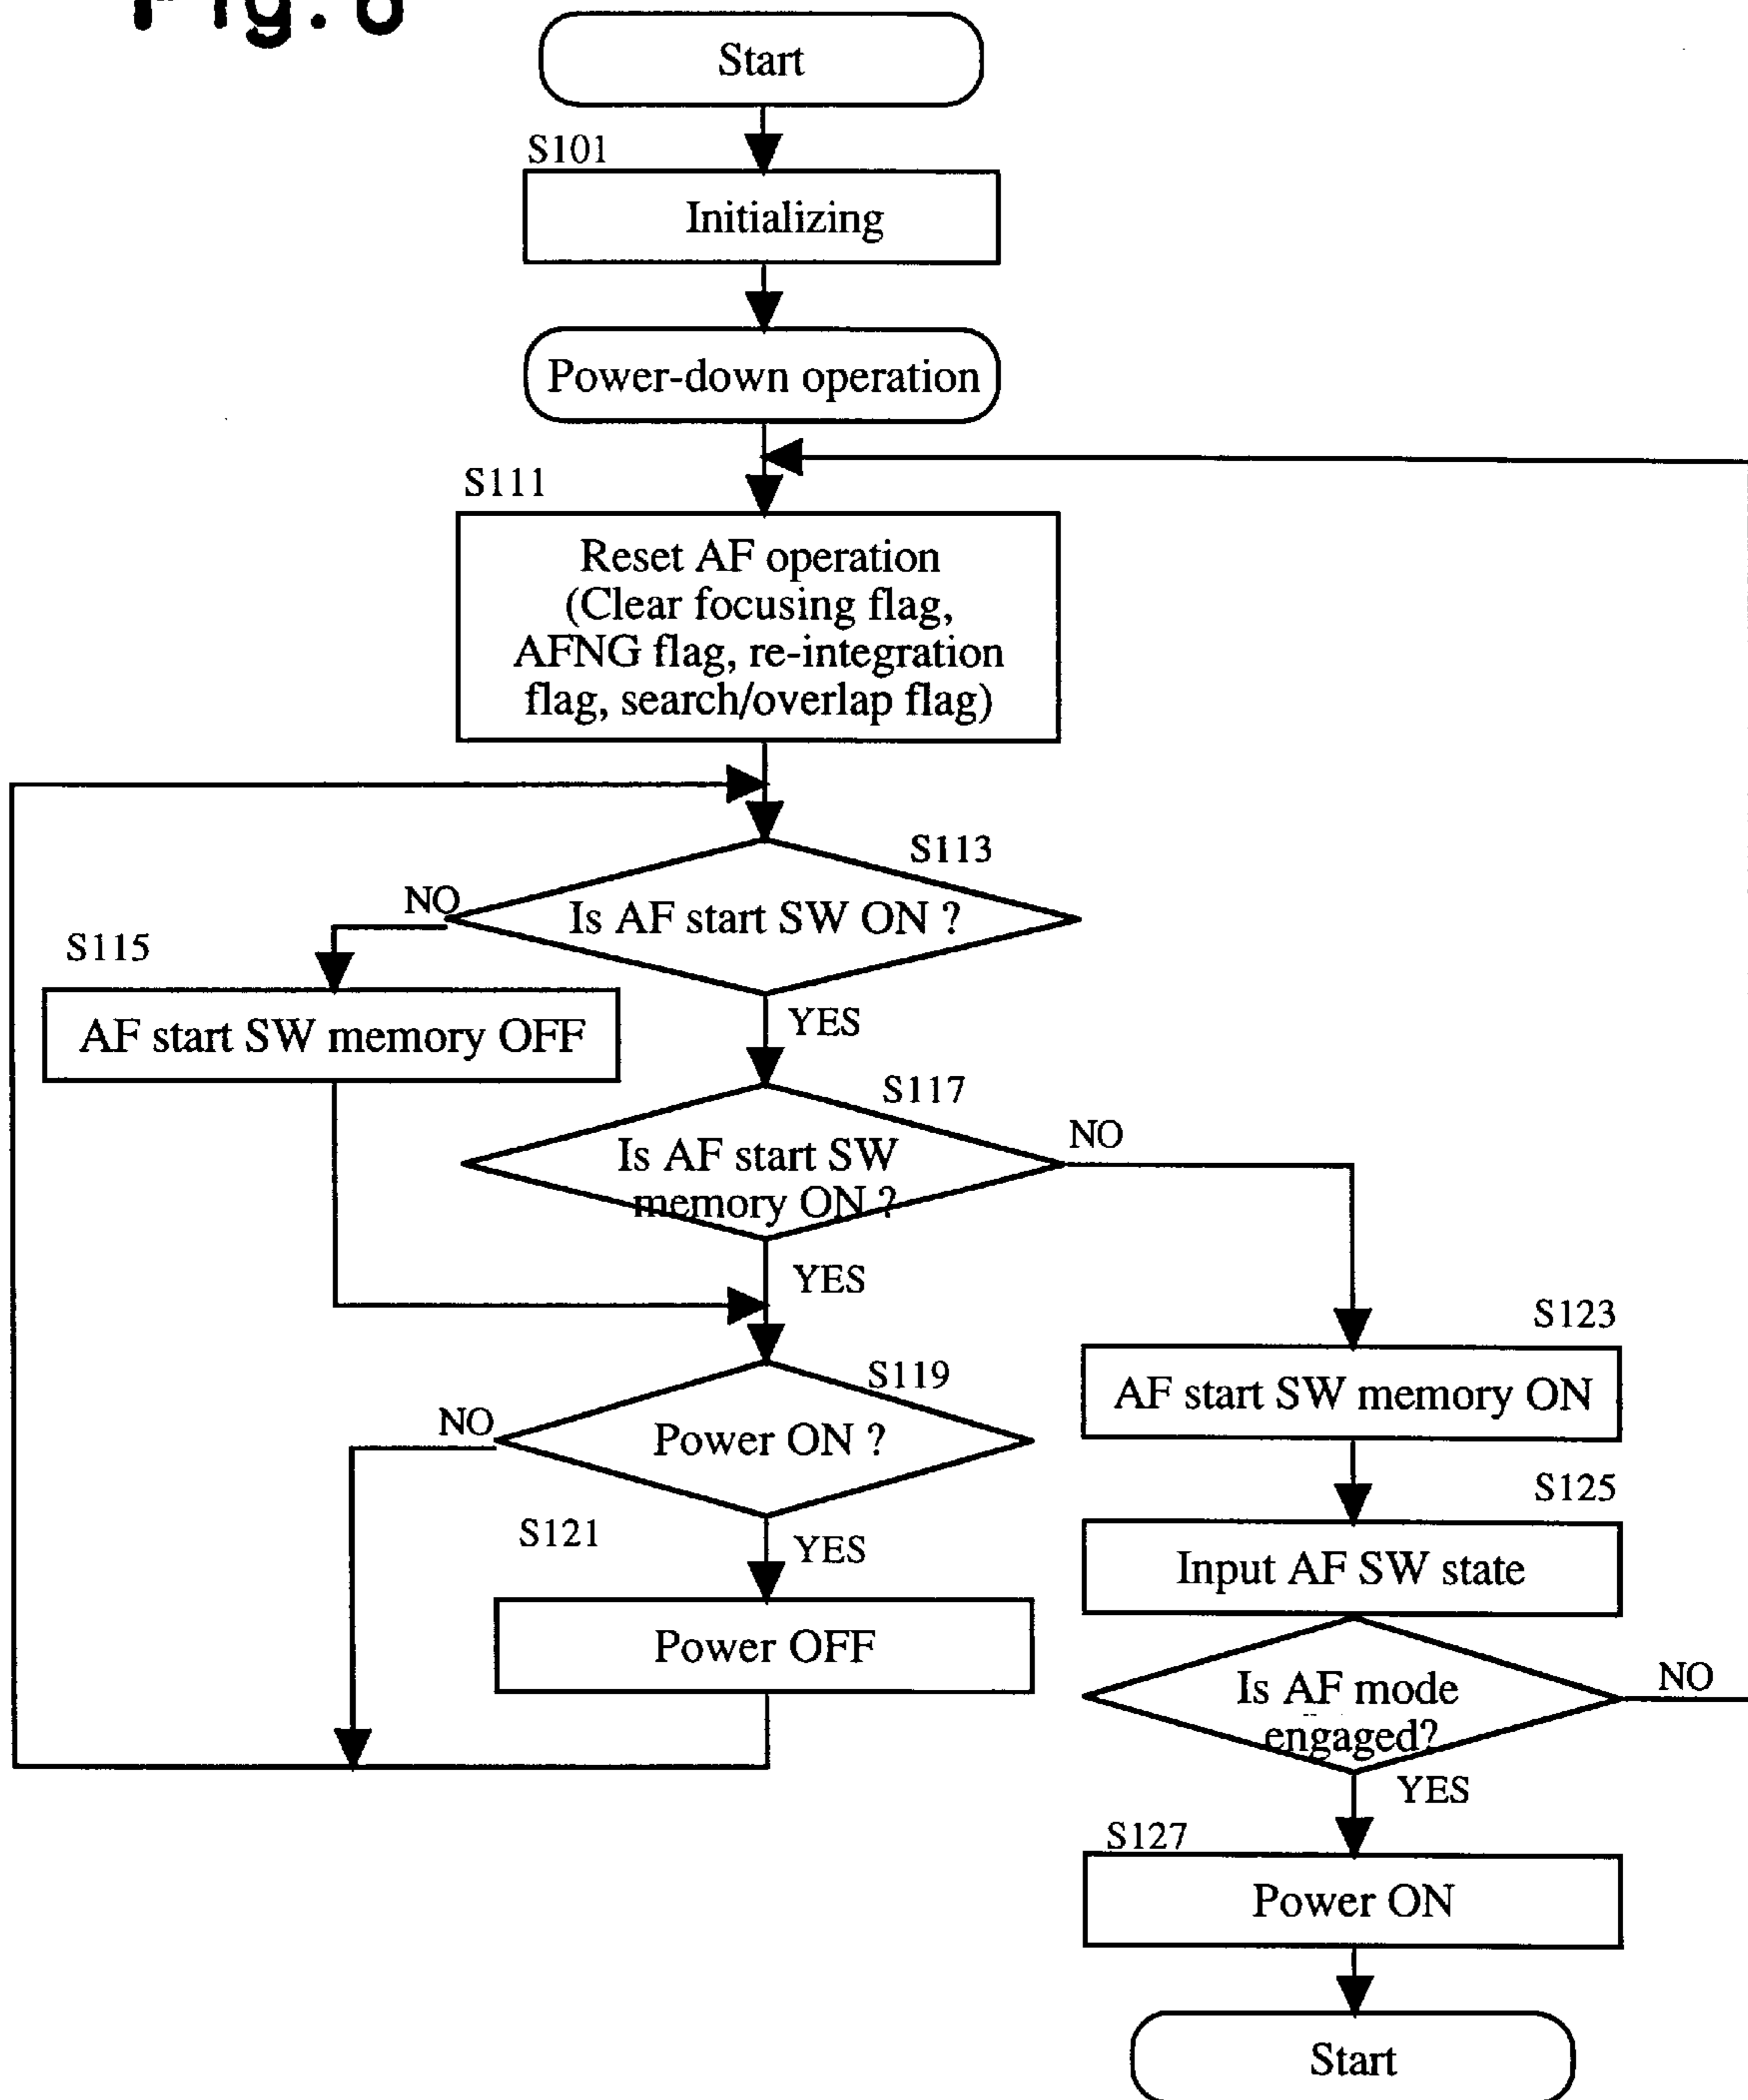 Start
S101
Initializing
Power-down operation
S111
Reset AF operation
(Clear focusing flag,
AFNG flag, re-integration
flag, search/overlap flag)
S113
Is AF start SW ON ?
NO
S115
AF start SW memory OFF
YES
S117
Is AF start SW
memory ON ?
NO
YES
S119
Power ON ?
NO
S121
YES
Power OFF
S123
AF start SW memory ON
S125
Input AF SW state
Is AF mode
engaged?
NO
YES
S127
Power ON
Start